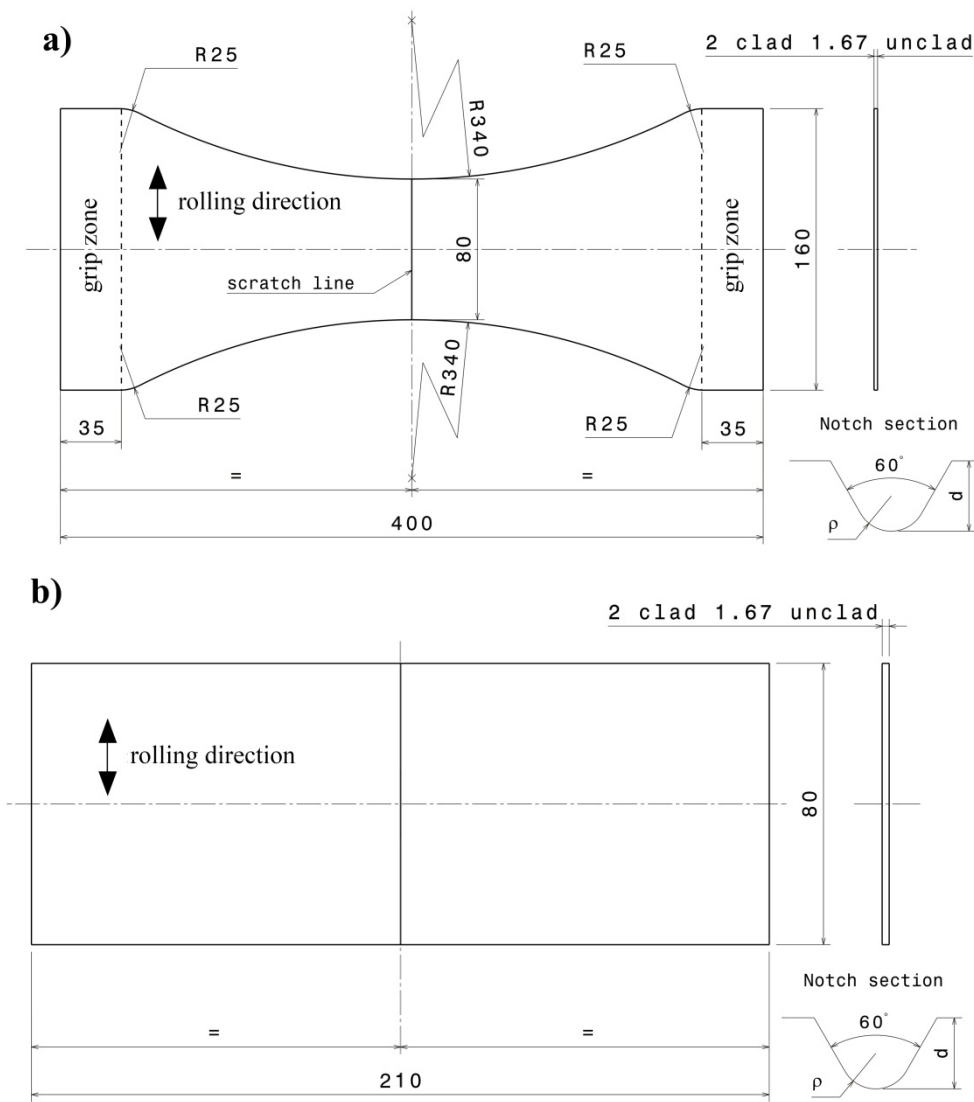 a)
R25
R25
2 clad 1.67 unclad
R340
rolling direction
grip zone
80
160
grip zone
scratch line
R340
R25
R25
35
35
Notch section
=
=
60°
d
400
ρ
b)
2 clad 1.67 unclad
rolling direction
80
Notch section
=
=
60°
d
210
ρ